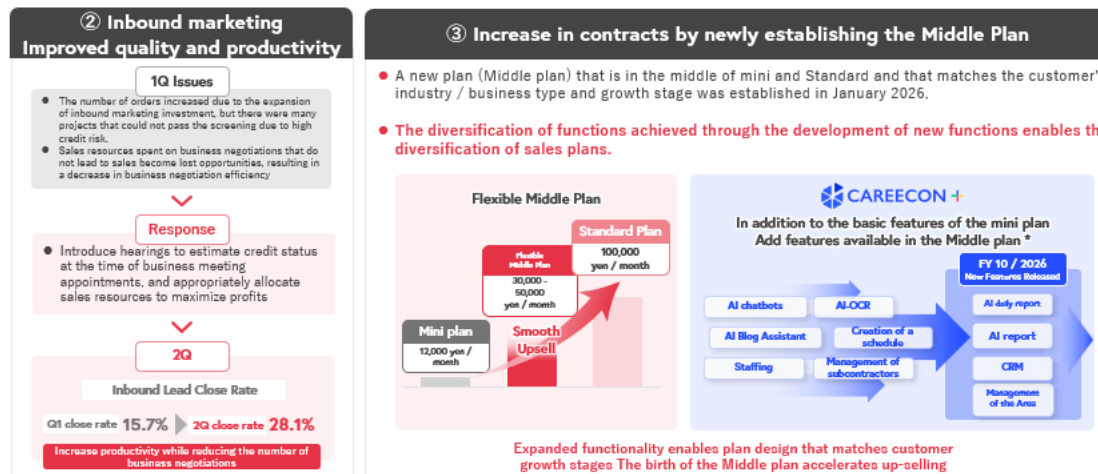 ② Inbound marketing
Improved quality and productivity
1Q Issues
● The number of orders increased due to the expansion
of inbound marketing investment, but there were many
projects that could not pass the screening due to high
credit risk.
● Sales resources spent on business negotiations that do
not lead to sales become lost opportunities, resulting in
a decrease in business negotiation efficiency
Response
● Introduce hearings to estimate credit status
at the time of business meeting
appointments, and appropriately allocate
sales resources to maximize profits
2Q
Inbound Lead Close Rate
Q1 close rate 15.7% 2Q close rate 28.1%
Increase productivity while reducing the number of
business negotiations
③ Increase in contracts by newly establishing the Middle Plan
● A new plan (Middle plan) that is in the middle of mini and Standard and that matches the customer'
industry / business type and growth stage was established in January 2026.
● The diversification of functions achieved through the development of new functions enables th
diversification of sales plans.
Flexible Middle Plan
Standard Plan
100,000
yen / month
Flexible
Middle Plan
30,000 -
50,000
yen / month
Mini plan
12,000 yen /
month
Smooth
Upsell
CAREECON +
In addition to the basic features of the mini plan
Add features available in the Middle plan *
FY 10 / 2026
New Features Released
AI chatbots
AI-OCR
AI Blog Assistant
Creation of a
schedule
Staffing
Management of
subcontractors
AI daily report
AI report
CRM
Management
of the Area
Expanded functionality enables plan design that matches customer
growth stages The birth of the Middle plan accelerates up-selling